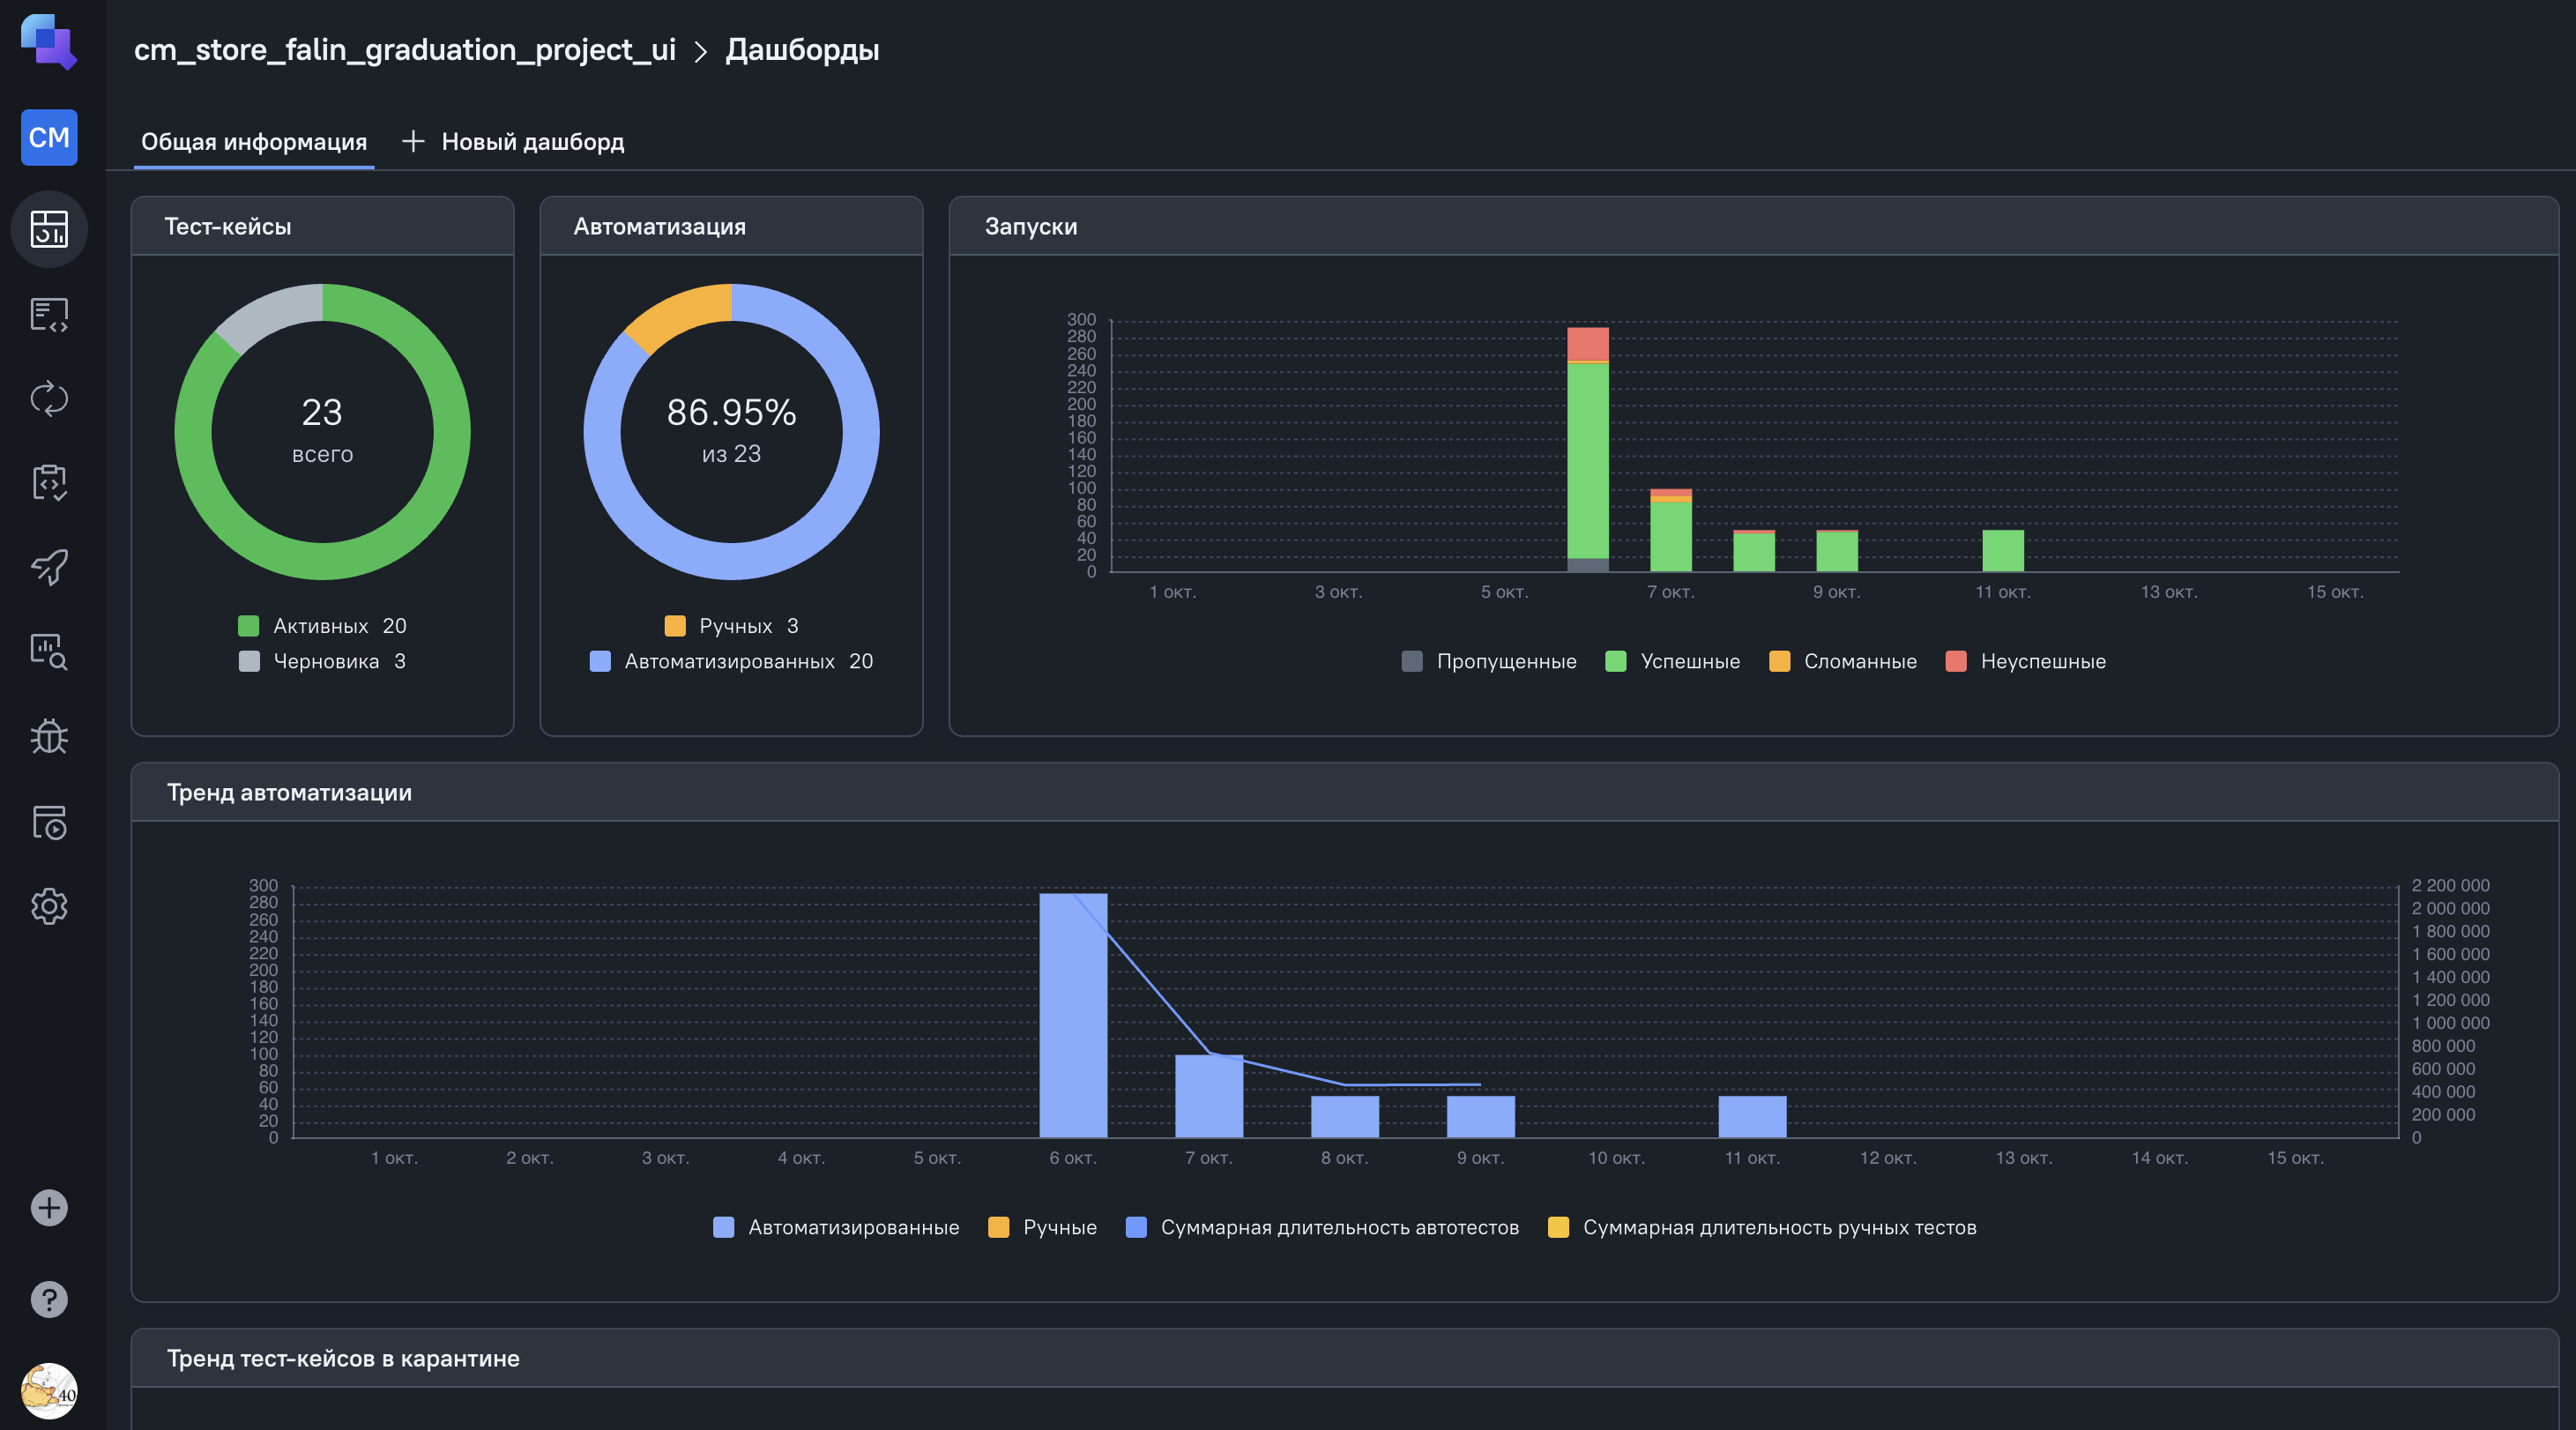 cm_store_falin_graduation_project_ui > Дашборды
CM
Общая информация
+ Новый дашборд
Тест-кейсы
23
всего
Активных 20
Черновика 3
Автоматизация
86.95%
из 23
Ручных 3
Автоматизированных 20
Запуски
300
280
260
240
220
200
180
160
140
120
100
80
60
40
20
0
1 окт. 3 окт. 5 окт. 7 окт. 9 окт. 11 окт. 13 окт. 15 окт.
Пропущенные Успешные Сломанные Неуспешные
Тренд автоматизации
300
280
260
240
220
200
180
160
140
120
100
80
60
40
20
0
2 200 000
2 000 000
1 800 000
1 600 000
1 400 000
1 200 000
1 000 000
800 000
600 000
400 000
200 000
0
1 окт. 2 окт. 3 окт. 4 окт. 5 окт. 6 окт. 7 окт. 8 окт. 9 окт. 10 окт. 11 окт. 12 окт. 13 окт. 14 окт. 15 окт.
Автоматизированные Ручные Суммарная длительность автотестов Суммарная длительность ручных тестов
Тренд тест-кейсов в карантине
?
40